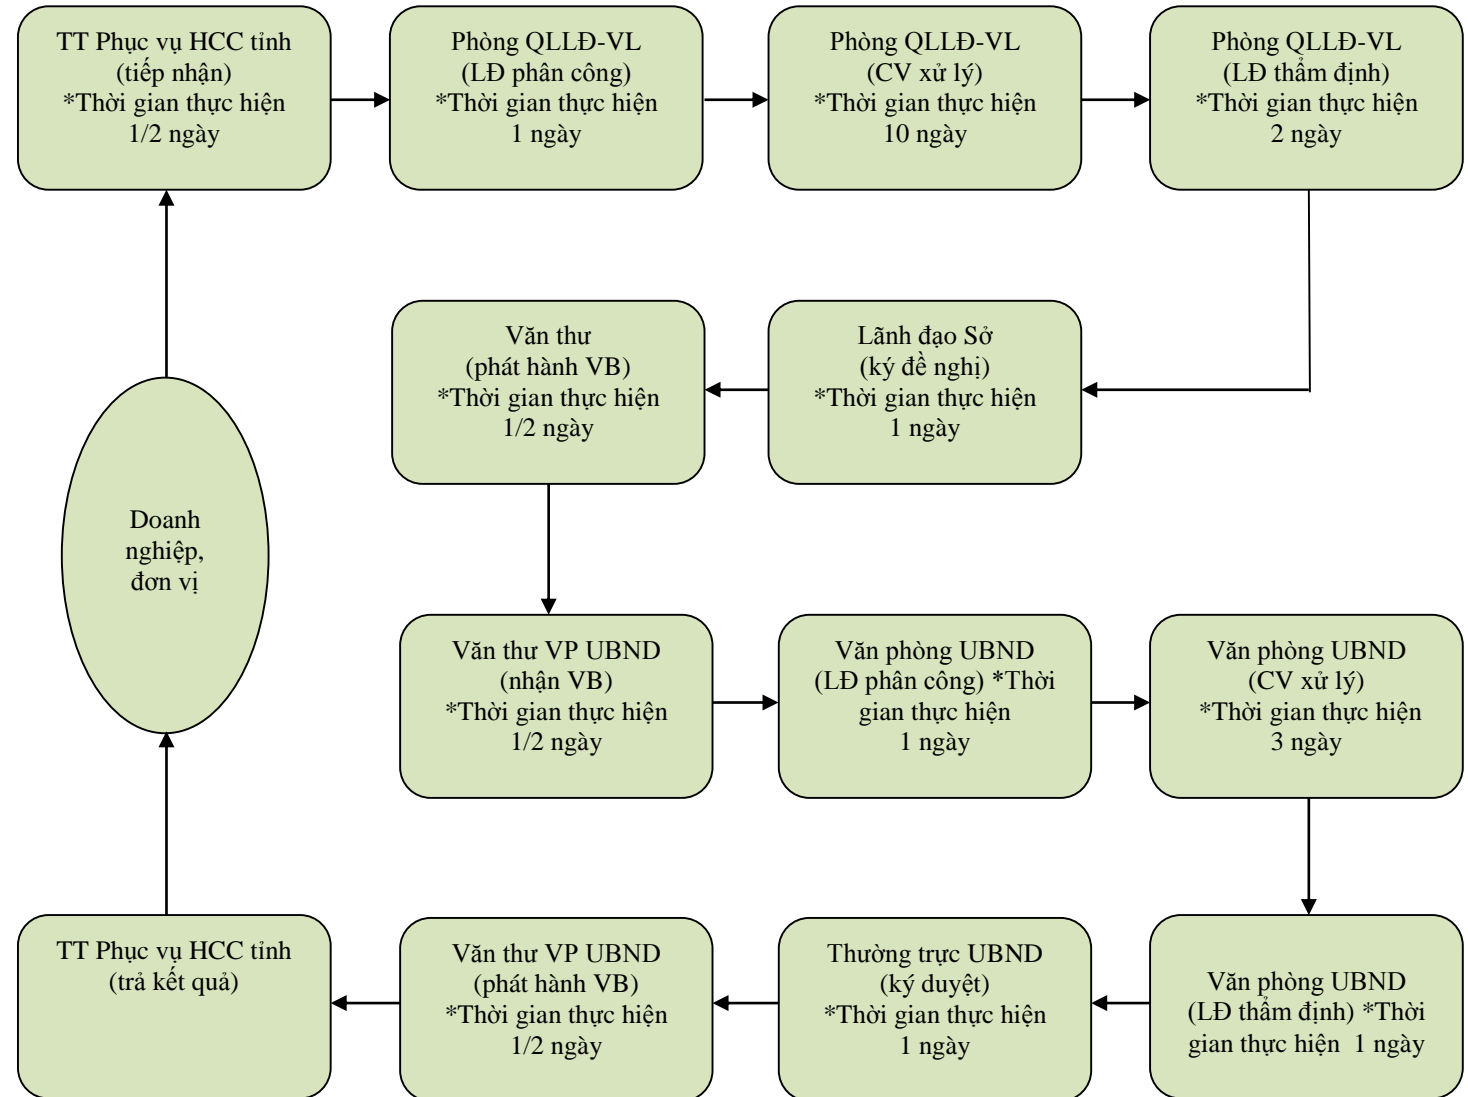 TT Phục vụ HCC tỉnh
(tiếp nhận)
*Thời gian thực hiện
1/2 ngày
Phòng QLLĐ-VL
(LĐ phân công)
*Thời gian thực hiện
1 ngày
Phòng QLLĐ-VL
(CV xử lý)
*Thời gian thực hiện
10 ngày
Phòng QLLĐ-VL
(LĐ thẩm định)
*Thời gian thực hiện
2 ngày
Văn thư
(phát hành VB)
*Thời gian thực hiện
1/2 ngày
Lãnh đạo Sở
(ký đề nghị)
*Thời gian thực hiện
1 ngày
Doanh
nghiệp,
đơn vị
Văn thư VP UBND
(nhận VB)
*Thời gian thực hiện
1/2 ngày
Văn phòng UBND
(LĐ phân công) *Thời
gian thực hiện
1 ngày
Văn phòng UBND
(CV xử lý)
*Thời gian thực hiện
3 ngày
TT Phục vụ HCC tỉnh
(trả kết quả)
Văn thư VP UBND
(phát hành VB)
*Thời gian thực hiện
1/2 ngày
Thường trực UBND
(ký duyệt)
*Thời gian thực hiện
1 ngày
Văn phòng UBND
(LĐ thẩm định) *Thời
gian thực hiện 1 ngày